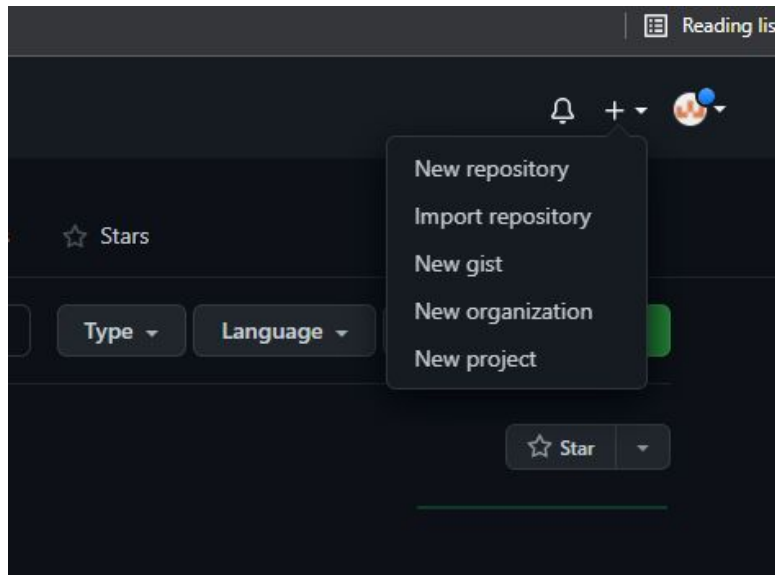 Reading lis
New repository
Import repository
Stars
New gist
New organization
Type
Language
New project
Star